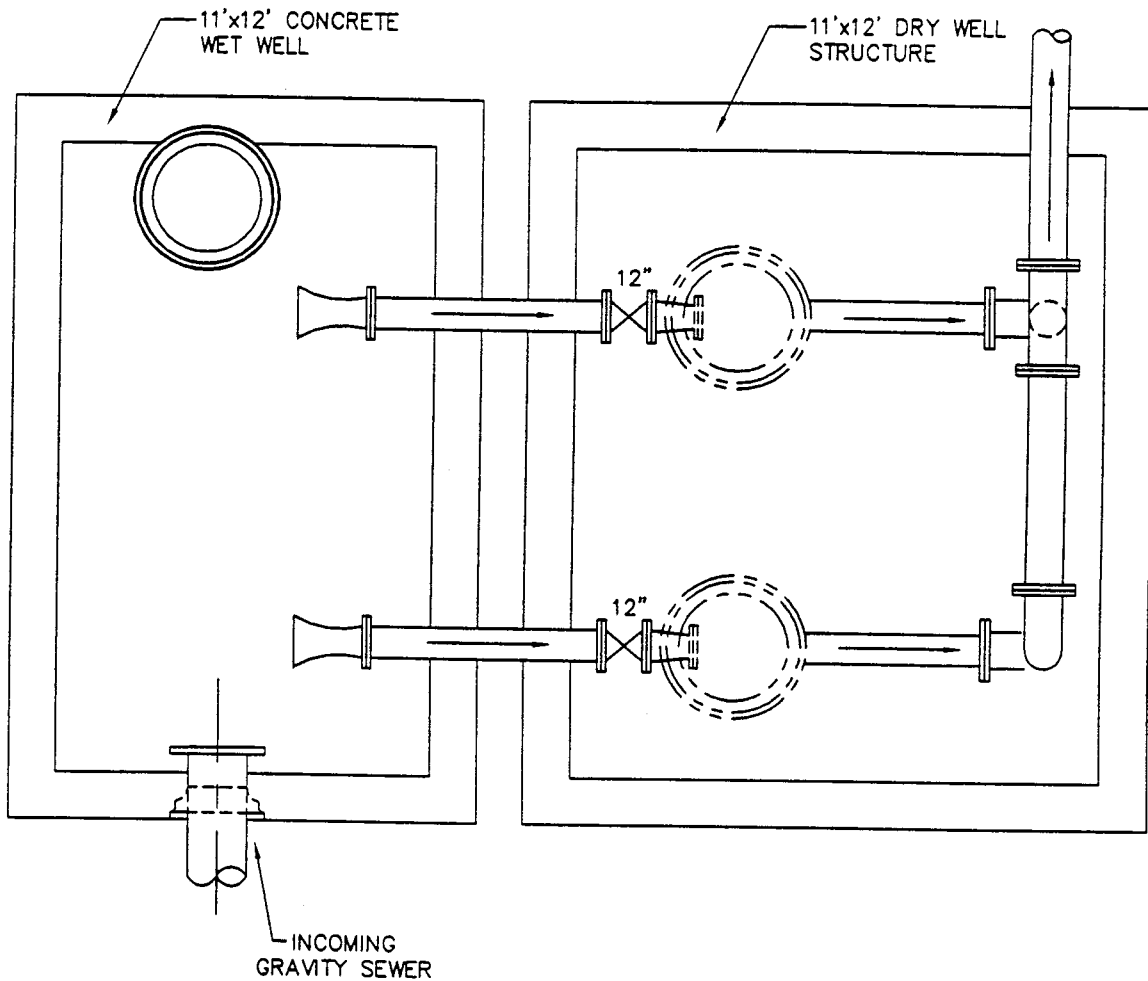 11'x12' CONCRETE
WET WELL
11'x12' DRY WELL
STRUCTURE
12"
12"
INCOMING
GRAVITY SEWER